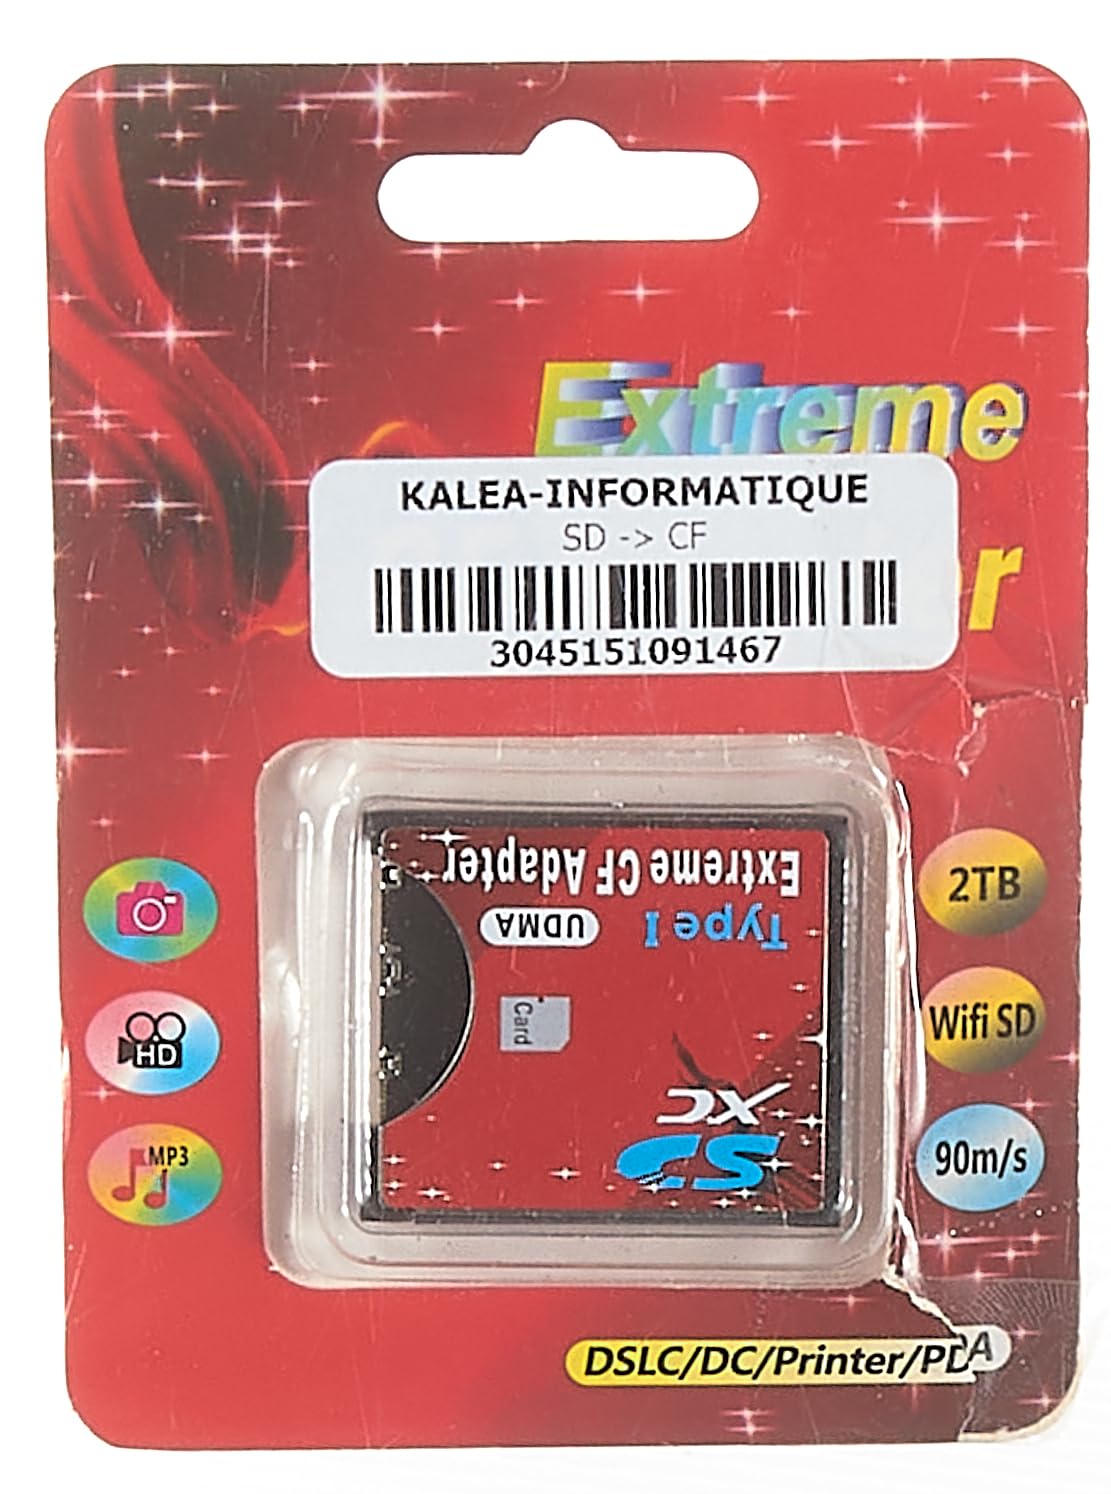 Extreme
KALEA-INFORMATIQUE
SD -> CF
3045151091467
r
Extreme CF Adapter
Type I
UDMA
Card
XC
SD
HD
MP3
2TB
Wifi SD
90m/s
DSLC/DC/Printer/PDA